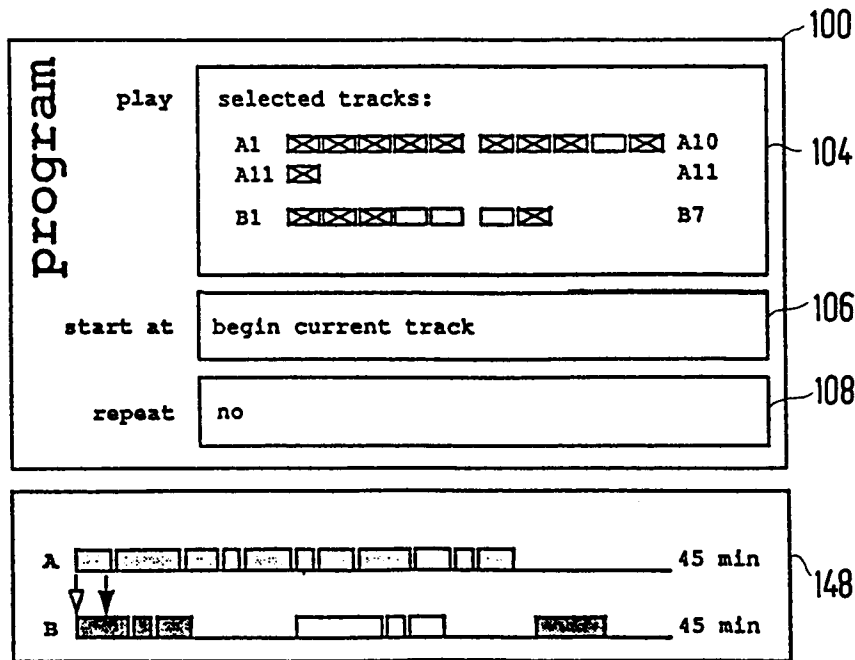 100
program
play
selected tracks:
A1 A10
104
A11 A11
B1 B7
start at
begin current track
106
repeat
no
108
A 45 min
148
B 45 min